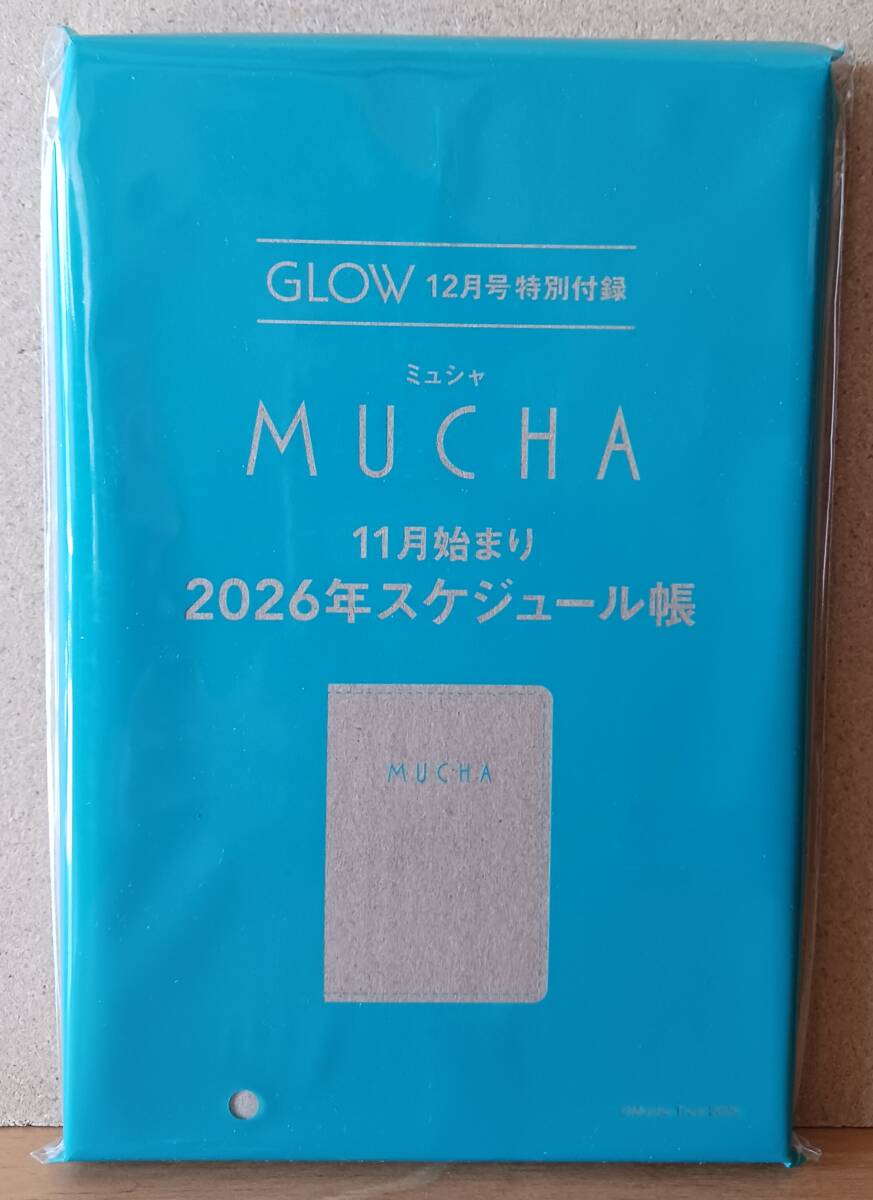 GLOW 12月号 特別付録
ミュシャ
MUCHA
11月始まり
2026年スケジュール帳
MUCHA